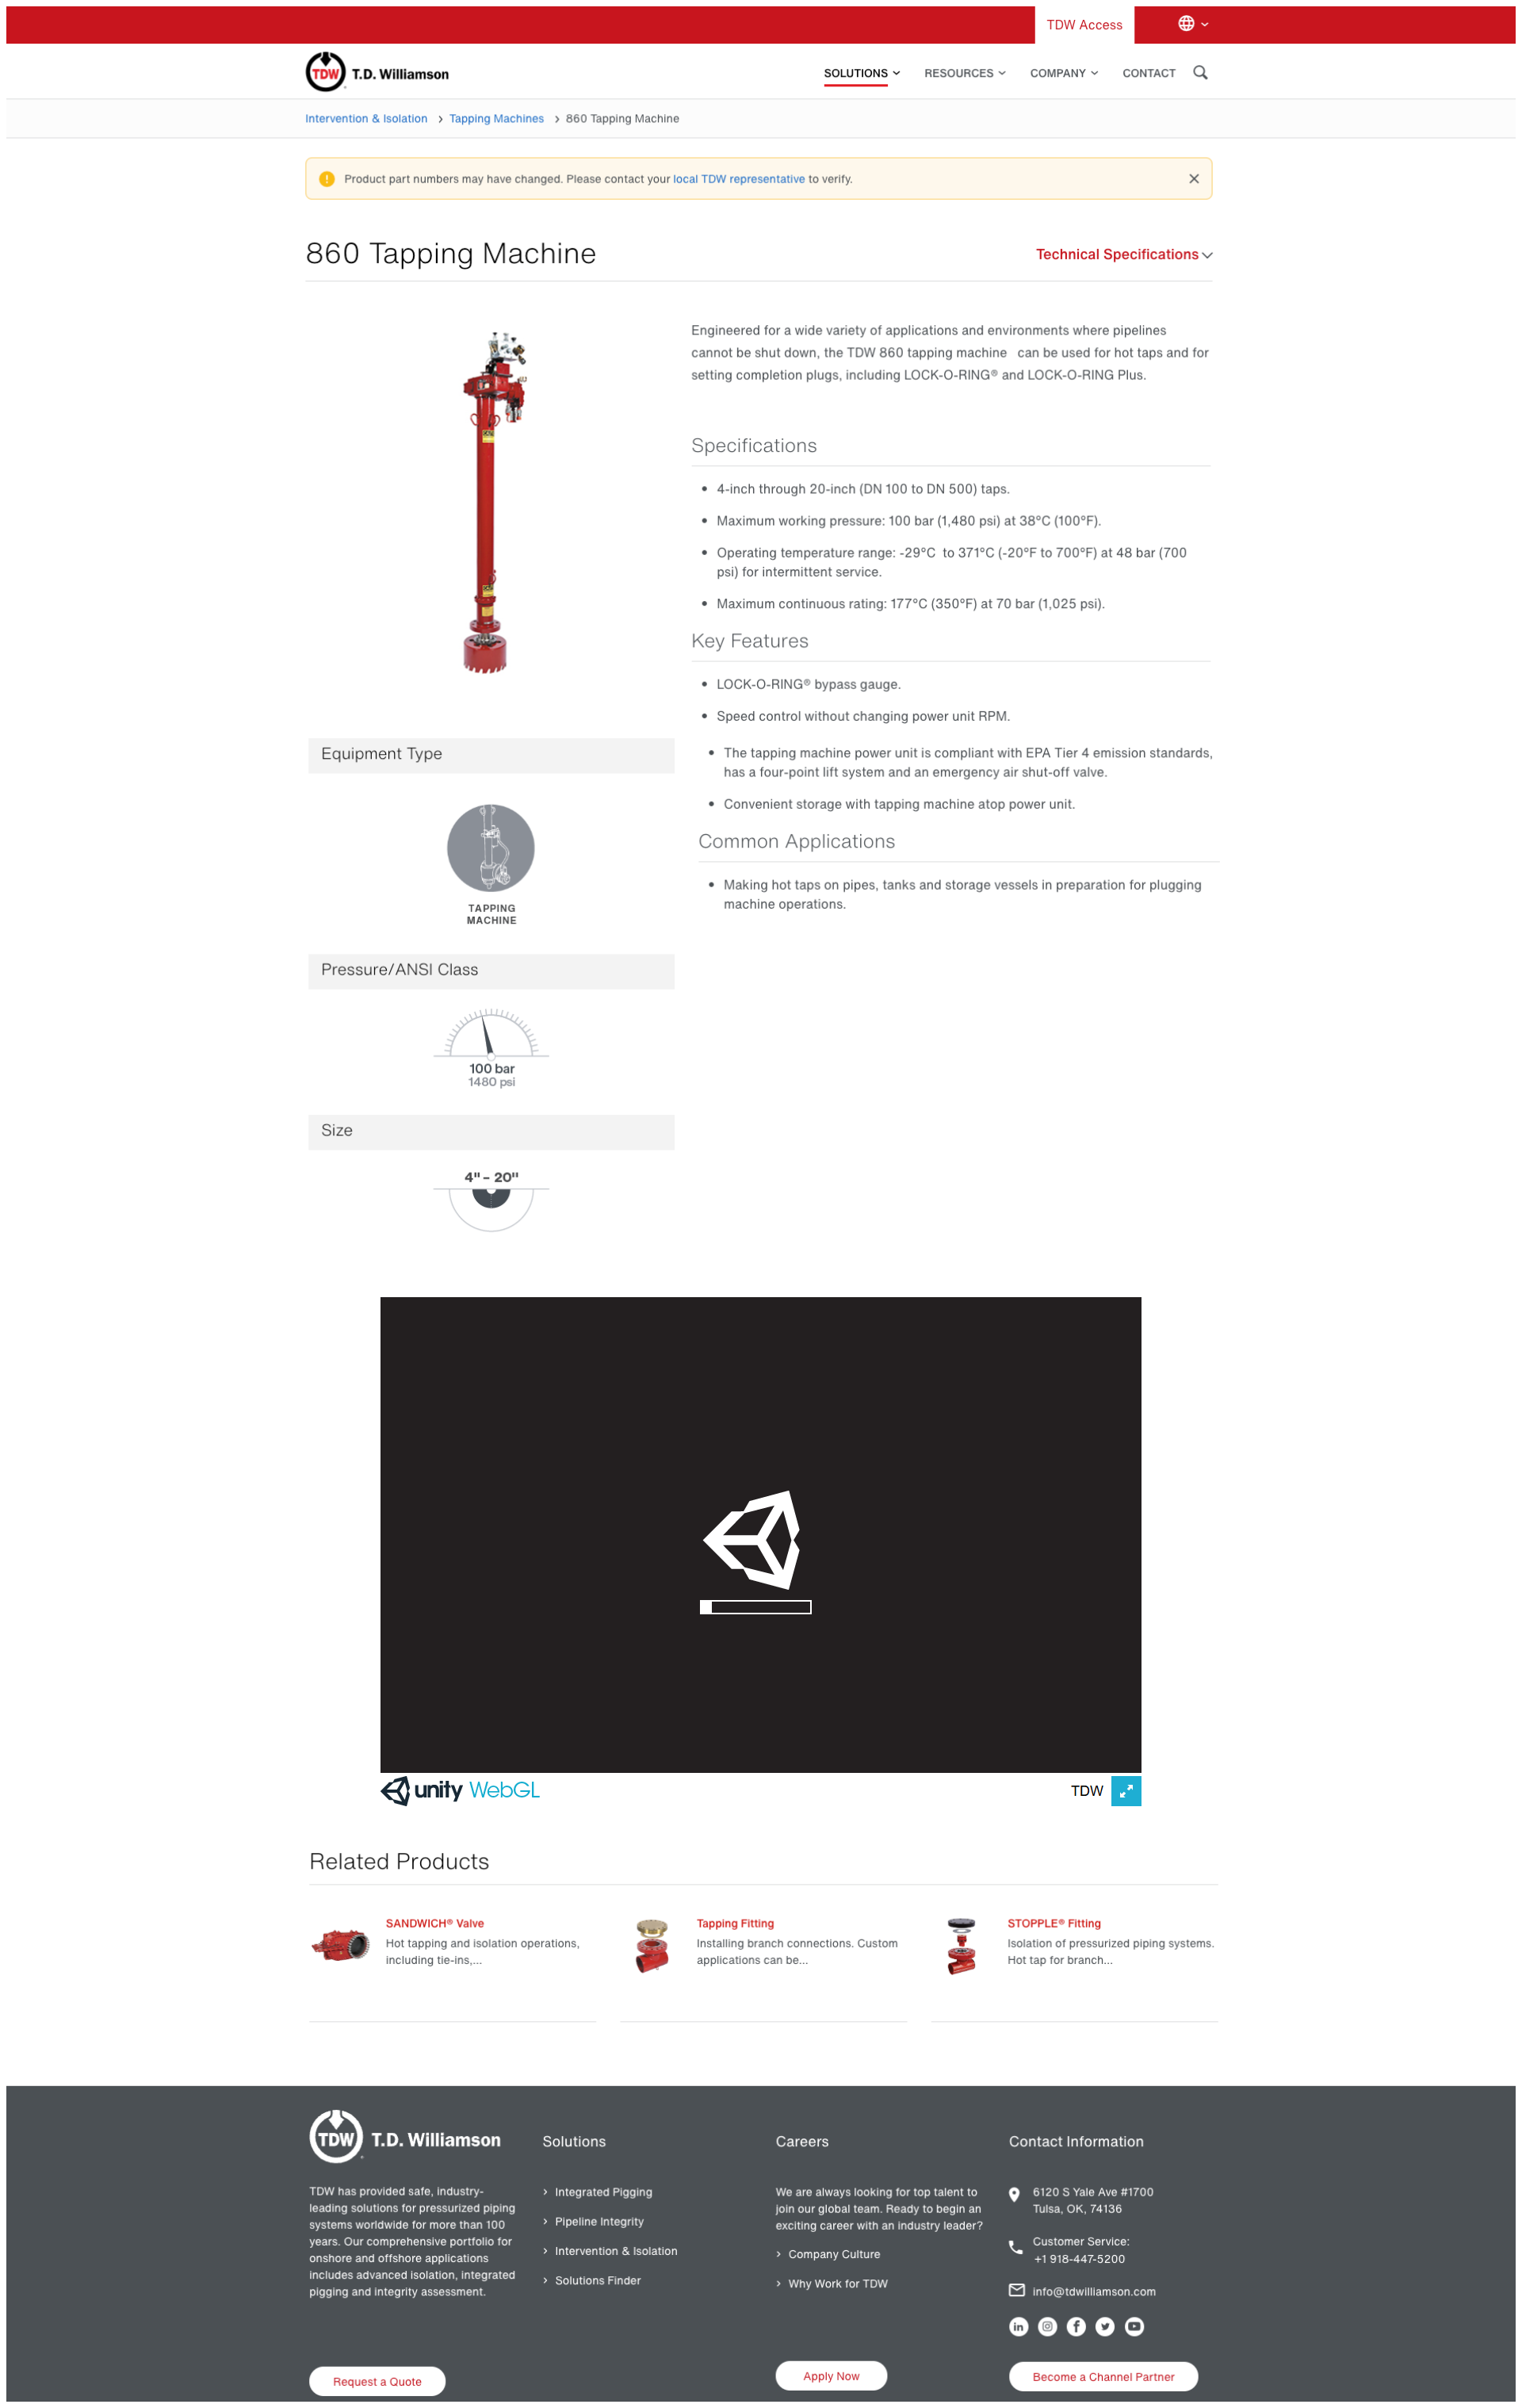 TDW Access
TDW T.D. Williamson
SOLUTIONS RESOURCES COMPANY CONTACT
Intervention & Isolation › Tapping Machines › 860 Tapping Machine
Product part numbers may have changed. Please contact your local TDW representative to verify.
860 Tapping Machine
Technical Specifications
Engineered for a wide variety of applications and environments where pipelines
cannot be shut down, the TDW 860 tapping machine can be used for hot taps and for
setting completion plugs, including LOCK-O-RING® and LOCK-O-RING Plus.
Specifications
• 4-inch through 20-inch (DN 100 to DN 500) taps.
• Maximum working pressure: 100 bar (1,480 psi) at 38°C (100°F).
• Operating temperature range: -29°C to 371°C (-20°F to 700°F) at 48 bar (700
psi) for intermittent service.
• Maximum continuous rating: 177°C (350°F) at 70 bar (1,025 psi).
Key Features
• LOCK-O-RING® bypass gauge.
• Speed control without changing power unit RPM.
• The tapping machine power unit is compliant with EPA Tier 4 emission standards,
has a four-point lift system and an emergency air shut-off valve.
• Convenient storage with tapping machine atop power unit.
Common Applications
• Making hot taps on pipes, tanks and storage vessels in preparation for plugging
machine operations.
Equipment Type
TAPPING
MACHINE
Pressure/ANSI Class
100 bar
1480 psi
Size
4" - 20"
unity WebGL
TDW
Related Products
SANDWICH® Valve
Hot tapping and isolation operations,
including tie-ins,...
Tapping Fitting
Installing branch connections. Custom
applications can be...
STOPPLE® Fitting
Isolation of pressurized piping systems.
Hot tap for branch...
TDW T.D. Williamson
TDW has provided safe, industry-
leading solutions for pressurized piping
systems worldwide for more than 100
years. Our comprehensive portfolio for
onshore and offshore applications
includes advanced isolation, integrated
pigging and integrity assessment.
Request a Quote
Solutions
› Integrated Pigging
› Pipeline Integrity
› Intervention & Isolation
› Solutions Finder
Careers
We are always looking for top talent to
join our global team. Ready to begin an
exciting career with an industry leader?
› Company Culture
› Why Work for TDW
Apply Now
Contact Information
6120 S Yale Ave #1700
Tulsa, OK, 74136
Customer Service:
+1 918-447-5200
info@tdwilliamson.com
Become a Channel Partner